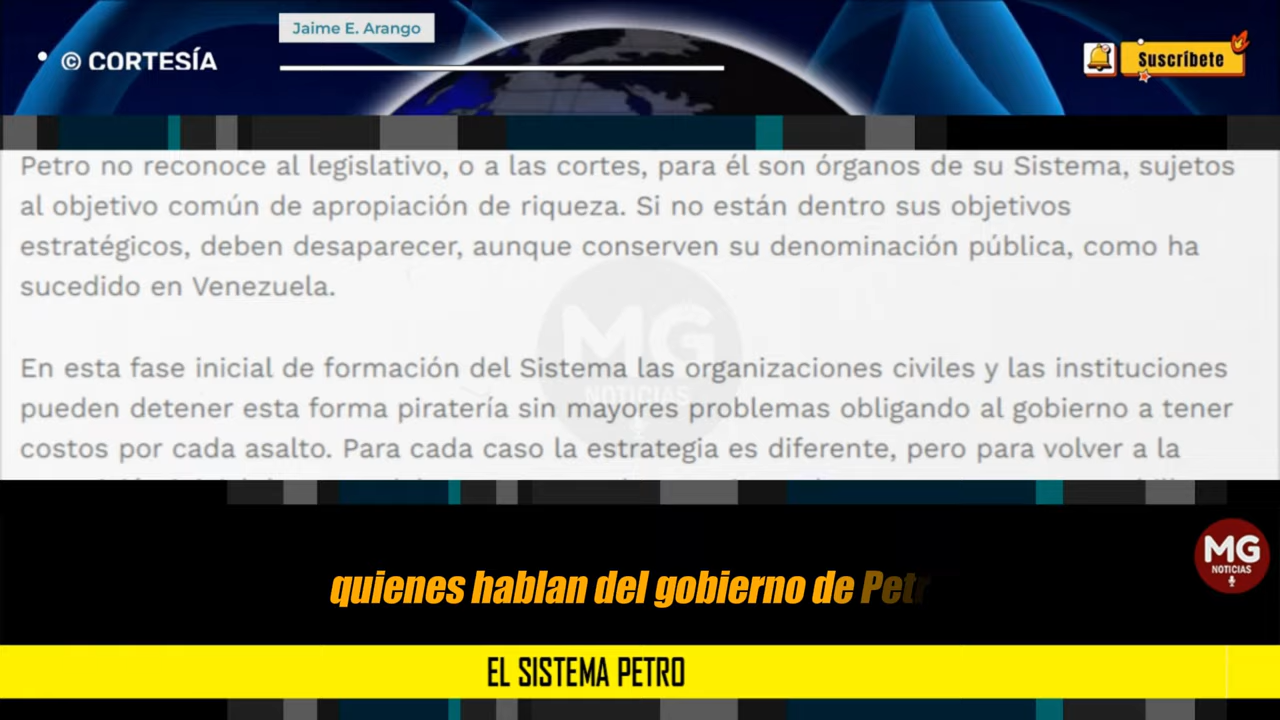 Jaime E. Arango
© CORTESÍA
Suscríbete
Petro no reconoce al legislativo, o a las cortes, para él son órganos de su Sistema, sujetos
al objetivo común de apropiación de riqueza. Si no están dentro sus objetivos
estratégicos, deben desaparecer, aunque conserven su denominación pública, como ha
sucedido en Venezuela.
MG
NOTICIAS
En esta fase inicial de formación del Sistema las organizaciones civiles y las instituciones
pueden detener esta forma piratería sin mayores problemas obligando al gobierno a tener
costos por cada asalto. Para cada caso la estrategia es diferente, pero para volver a la
MG
NOTICIAS
quienes hablan del gobierno de Petr
EL SISTEMA PETRO